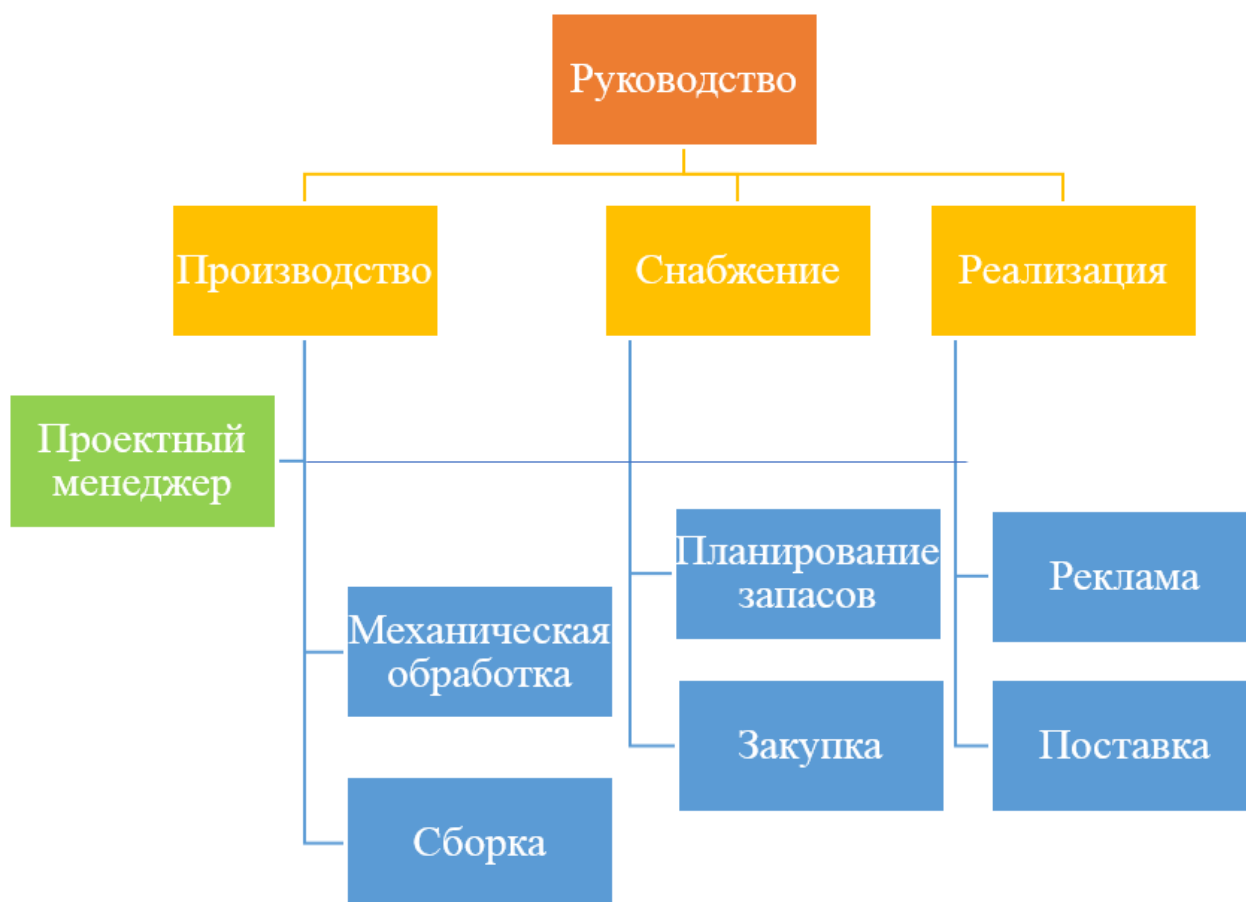 Руководство
Производство
Снабжение
Реализация
Проектный
менеджер
Планирование
запасов
Реклама
Механическая
обработка
Закупка
Поставка
Сборка